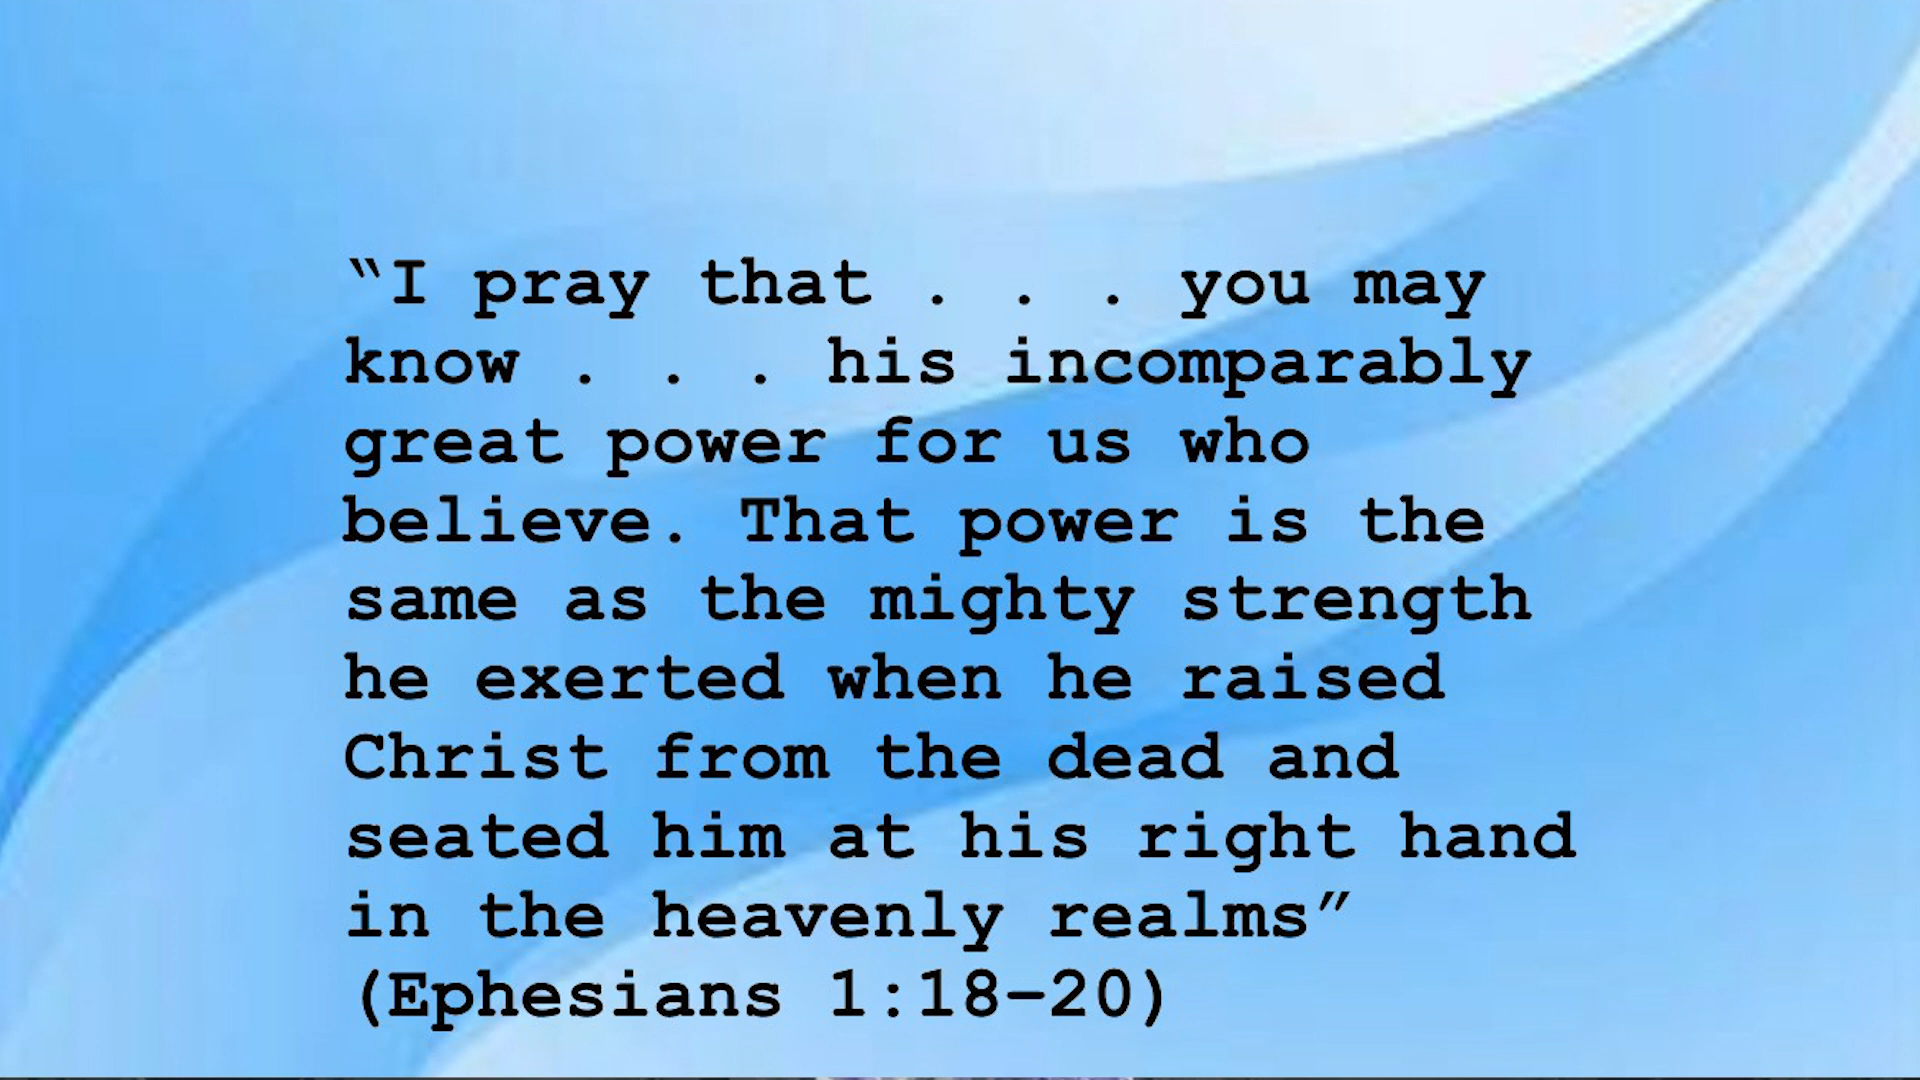 “I pray that . . . you may
know . . . his incomparably
great power for us who
believe. That power is the
same as the mighty strength
he exerted when he raised
Christ from the dead and
seated him at his right hand
in the heavenly realms”
(Ephesians 1:18–20)